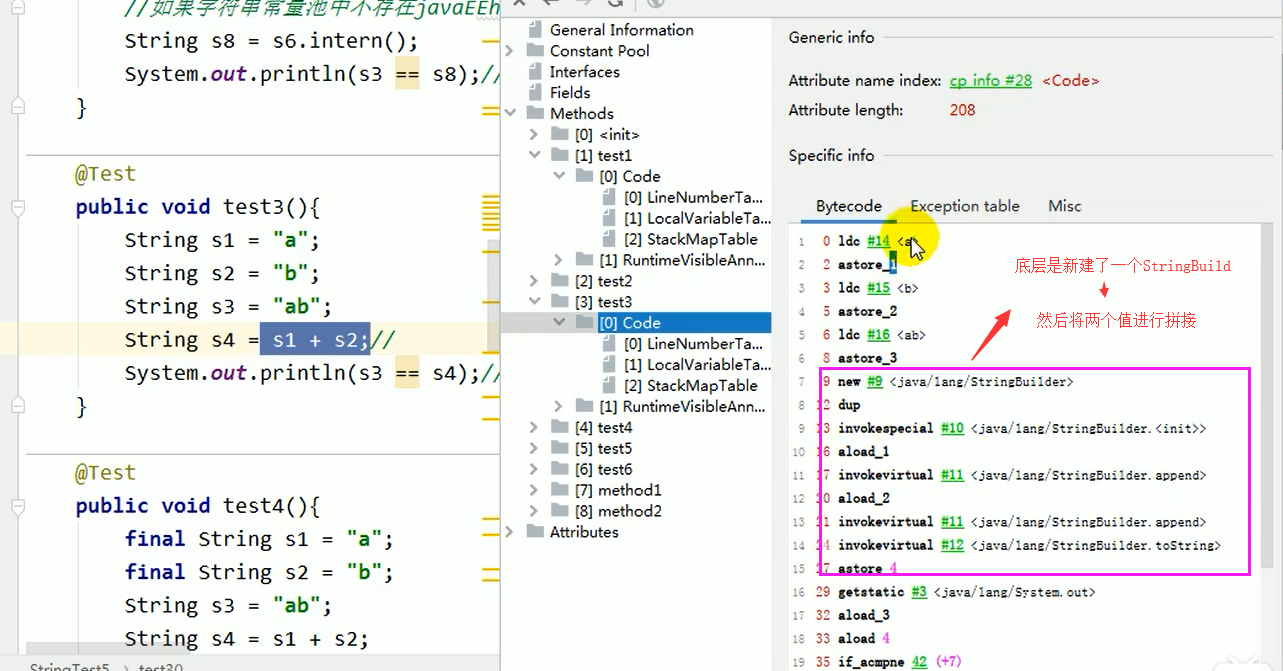 //如果字符串常量池中不存在javaEEh
String s8 = s6.intern();
System.out.println(s3 == s8);//
}
@Test
public void test3(){
String s1 = "a";
String s2 = "b";
String s3 = "ab";
String s4 = s1 + s2;//
System.out.println(s3 == s4);//
}
@Test
public void test4(){
final String s1 = "a";
final String s2 = "b";
String s3 = "ab";
String s4 = s1 + s2;
StringTest5 > test3()
General Information
Constant Pool
Interfaces
Fields
Methods
[0] <init>
[1] test1
[0] Code
[0] LineNumberTa...
[1] LocalVariableTa...
[2] StackMapTable
[1] RuntimeVisibleAnn...
[2] test2
[3] test3
[0] Code
[0] LineNumberTa...
[1] LocalVariableTa...
[2] StackMapTable
[1] RuntimeVisibleAnn...
[4] test4
[5] test5
[6] test6
[7] method1
[8] method2
Attributes
Generic info
Attribute name index: cp info #28 <Code>
Attribute length: 208
Specific info
Bytecode Exception table Misc
1 0 ldc #14 <a>
2 2 astore_1
3 3 ldc #15 <b>
4 5 astore_2
5 6 ldc #16 <ab>
6 8 astore_3
7 9 new #9 <java/lang/StringBuilder>
8 12 dup
9 13 invokespecial #10 <java/lang/StringBuilder.<init>>
10 16 aload_1
11 17 invokevirtual #11 <java/lang/StringBuilder.append>
12 20 aload_2
13 21 invokevirtual #11 <java/lang/StringBuilder.append>
14 24 invokevirtual #12 <java/lang/StringBuilder.toString>
15 27 astore 4
16 29 getstatic #3 <java/lang/System.out>
17 32 aload_3
18 33 aload 4
19 35 if_acmpne 42 (+7)
底层是新建了一个StringBuild
然后将两个值进行拼接